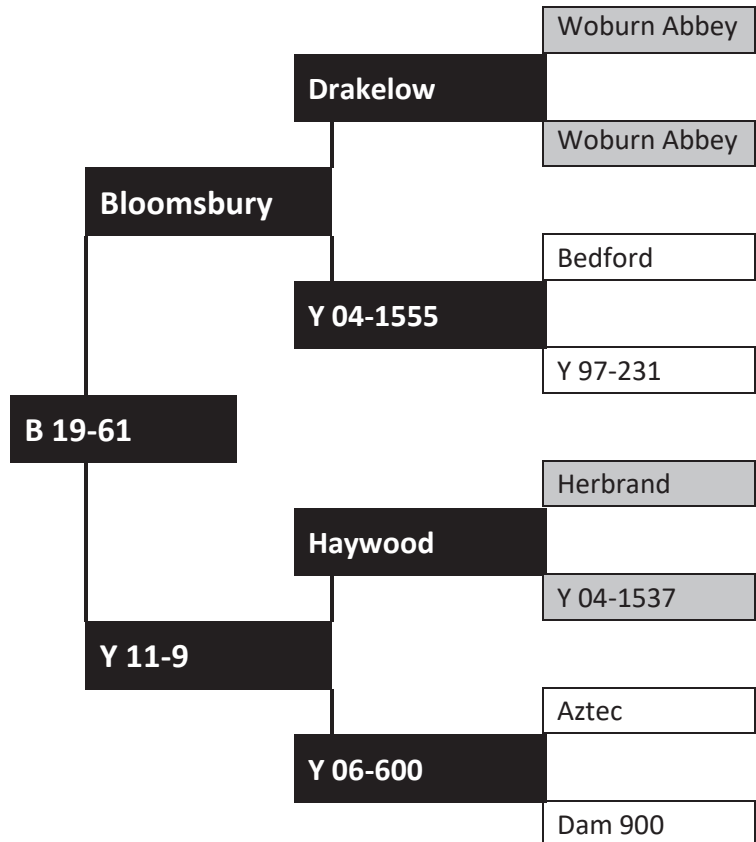 Woburn Abbey
Drakelow
Woburn Abbey
Bloomsbury
Bedford
Y 04-1555
Y 97-231
B 19-61
Herbrand
Haywood
Y 04-1537
Y 11-9
Aztec
Y 06-600
Dam 900